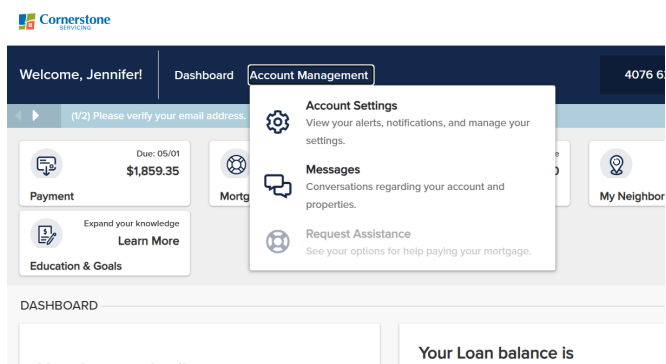 Cornerstone
SERVICING
Welcome, Jennifer!
Dashboard
Account Management
4076 6
(1/2) Please verify your email address.
Account Settings
View your alerts, notifications, and manage your
settings.
Messages
Conversations regarding your account and
properties.
Request Assistance
See your options for help paying your mortgage.
Due: 05/01
$1,859.35
Payment
Mortg
My Neighbor
Expand your knowledge
Learn More
Education & Goals
DASHBOARD
Your Loan balance is